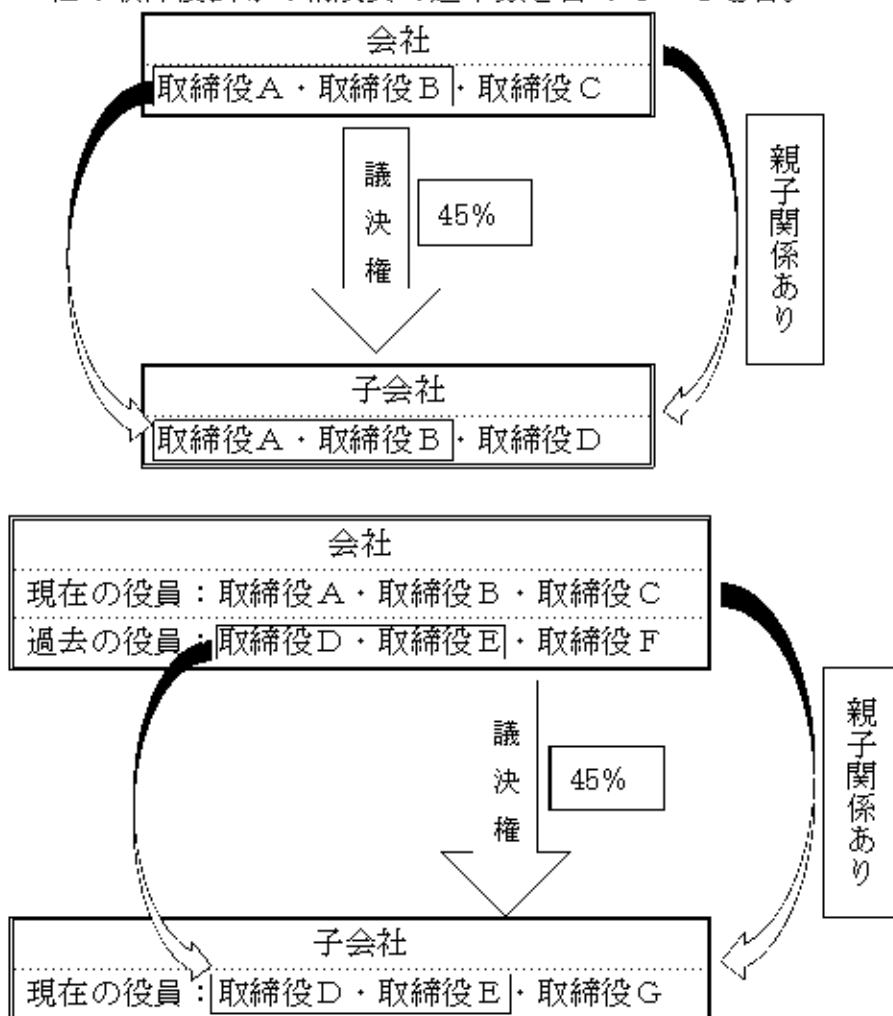 会社
取締役A・取締役B・取締役C
議決権
45%
親子関係あり
子会社
取締役A・取締役B・取締役D
会社
現在の役員：取締役A・取締役B・取締役C
過去の役員：取締役D・取締役E・取締役F
議決権
45%
親子関係あり
子会社
現在の役員：取締役D・取締役E・取締役G